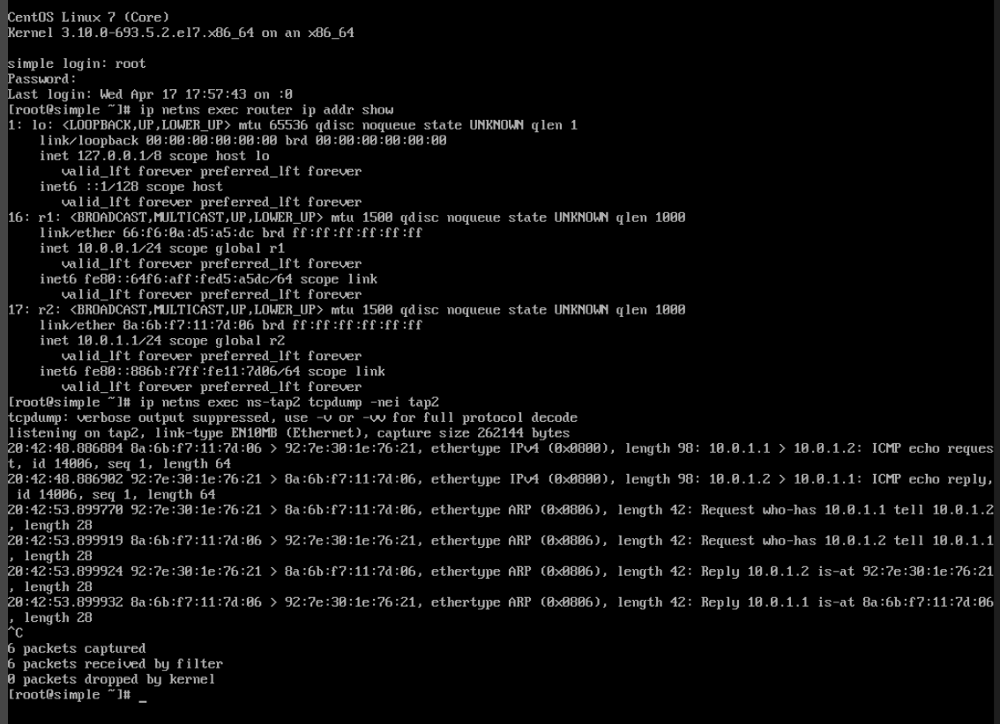 CentOS Linux 7 (Core)
Kernel 3.10.0-693.5.2.el7.x86_64 on an x86_64
simple login: root
Password:
Last login: Wed Apr 17 17:57:43 on :0
[root@simple ~]# ip netns exec router ip addr show
1: lo: <LOOPBACK,UP,LOWER_UP> mtu 65536 qdisc noqueue state UNKNOWN qlen 1
    link/loopback 00:00:00:00:00:00 brd 00:00:00:00:00:00
    inet 127.0.0.1/8 scope host lo
       valid_lft forever preferred_lft forever
    inet6 ::1/128 scope host
       valid_lft forever preferred_lft forever
16: r1: <BROADCAST,MULTICAST,UP,LOWER_UP> mtu 1500 qdisc noqueue state UNKNOWN qlen 1000
    link/ether 66:f6:0a:d5:a5:dc brd ff:ff:ff:ff:ff:ff
    inet 10.0.0.1/24 scope global r1
       valid_lft forever preferred_lft forever
    inet6 fe80::64f6:aff:fed5:a5dc/64 scope link
       valid_lft forever preferred_lft forever
17: r2: <BROADCAST,MULTICAST,UP,LOWER_UP> mtu 1500 qdisc noqueue state UNKNOWN qlen 1000
    link/ether 8a:6b:f7:11:7d:06 brd ff:ff:ff:ff:ff:ff
    inet 10.0.1.1/24 scope global r2
       valid_lft forever preferred_lft forever
    inet6 fe80::886b:f7ff:fe11:7d06/64 scope link
       valid_lft forever preferred_lft forever
[root@simple ~]# ip netns exec ns-tap2 tcpdump -nei tap2
tcpdump: verbose output suppressed, use -v or -vv for full protocol decode
listening on tap2, link-type EN10MB (Ethernet), capture size 262144 bytes
20:42:48.886884 8a:6b:f7:11:7d:06 > 92:7e:30:1e:76:21, ethertype IPv4 (0x0800), length 98: 10.0.1.1 > 10.0.1.2: ICMP echo reques
t, id 14006, seq 1, length 64
20:42:48.886902 92:7e:30:1e:76:21 > 8a:6b:f7:11:7d:06, ethertype IPv4 (0x0800), length 98: 10.0.1.2 > 10.0.1.1: ICMP echo reply,
 id 14006, seq 1, length 64
20:42:53.899770 92:7e:30:1e:76:21 > 8a:6b:f7:11:7d:06, ethertype ARP (0x0806), length 42: Request who-has 10.0.1.1 tell 10.0.1.2
, length 28
20:42:53.899919 8a:6b:f7:11:7d:06 > 92:7e:30:1e:76:21, ethertype ARP (0x0806), length 42: Request who-has 10.0.1.2 tell 10.0.1.1
, length 28
20:42:53.899924 92:7e:30:1e:76:21 > 8a:6b:f7:11:7d:06, ethertype ARP (0x0806), length 42: Reply 10.0.1.2 is-at 92:7e:30:1e:76:21
, length 28
20:42:53.899932 8a:6b:f7:11:7d:06 > 92:7e:30:1e:76:21, ethertype ARP (0x0806), length 42: Reply 10.0.1.1 is-at 8a:6b:f7:11:7d:06
, length 28
^C
6 packets captured
6 packets received by filter
0 packets dropped by kernel
[root@simple ~]# _